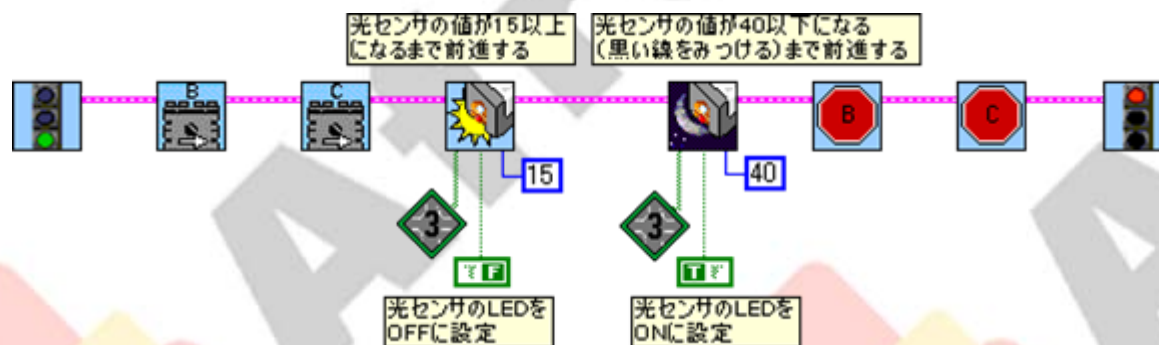 光センサの値が15以上
になるまで前進する
光センサの値が40以下になる
(黒い線をみつける)まで前進する
B
C
B
C
15
40
3
3
F
T
光センサのLEDを
OFFに設定
光センサのLEDを
ONに設定